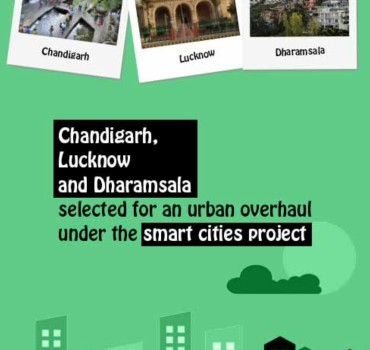 Chandigarh
Lucknow
Dharamsala
Chandigarh,
Lucknow
and Dharamsala
selected for an urban overhaul
under the smart cities project